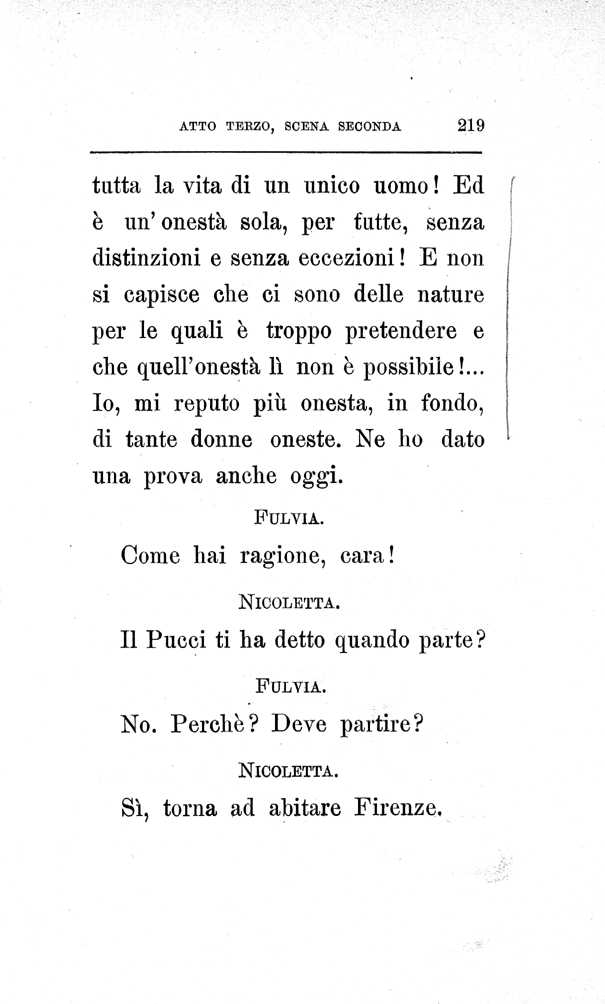 ATTO TERZO, SCENA SECONDA 219
tutta la vita di un unico uomo! Ed
è un' onestà sola, per tutte, senza
distinzioni e senza eccezioni! E non
si capisce che ci sono delle nature
per le quali è troppo pretendere e
che quell'onestà lì non è possibile!...
Io, mi reputo più onesta, in fondo,
di tante donne oneste. Ne ho dato
una prova anche oggi.
FULVIA.
Come hai ragione, cara!
NICOLETTA.
Il Pucci ti ha detto quando parte?
FULVIA.
No. Perchè? Deve partire?
NICOLETTA.
Sì, torna ad abitare Firenze.